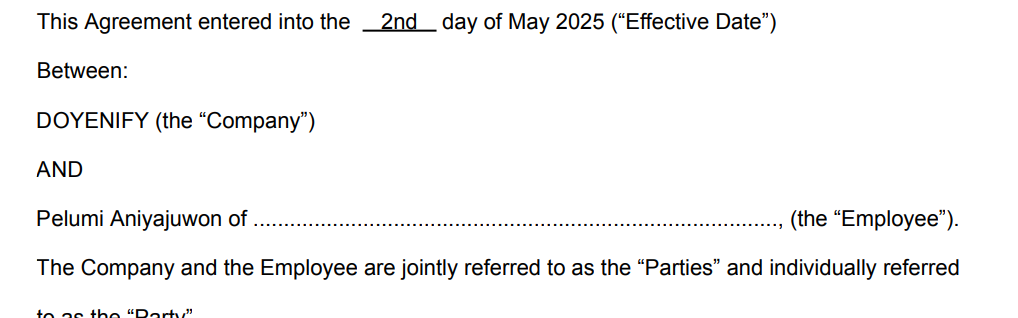 This Agreement entered into the __2nd__ day of May 2025 (“Effective Date”)
Between:
DOYENIFY (the “Company”)
AND
Pelumi Aniyajuwon of ......................................................................................, (the “Employee”).
The Company and the Employee are jointly referred to as the “Parties” and individually referred
to as the “Party”